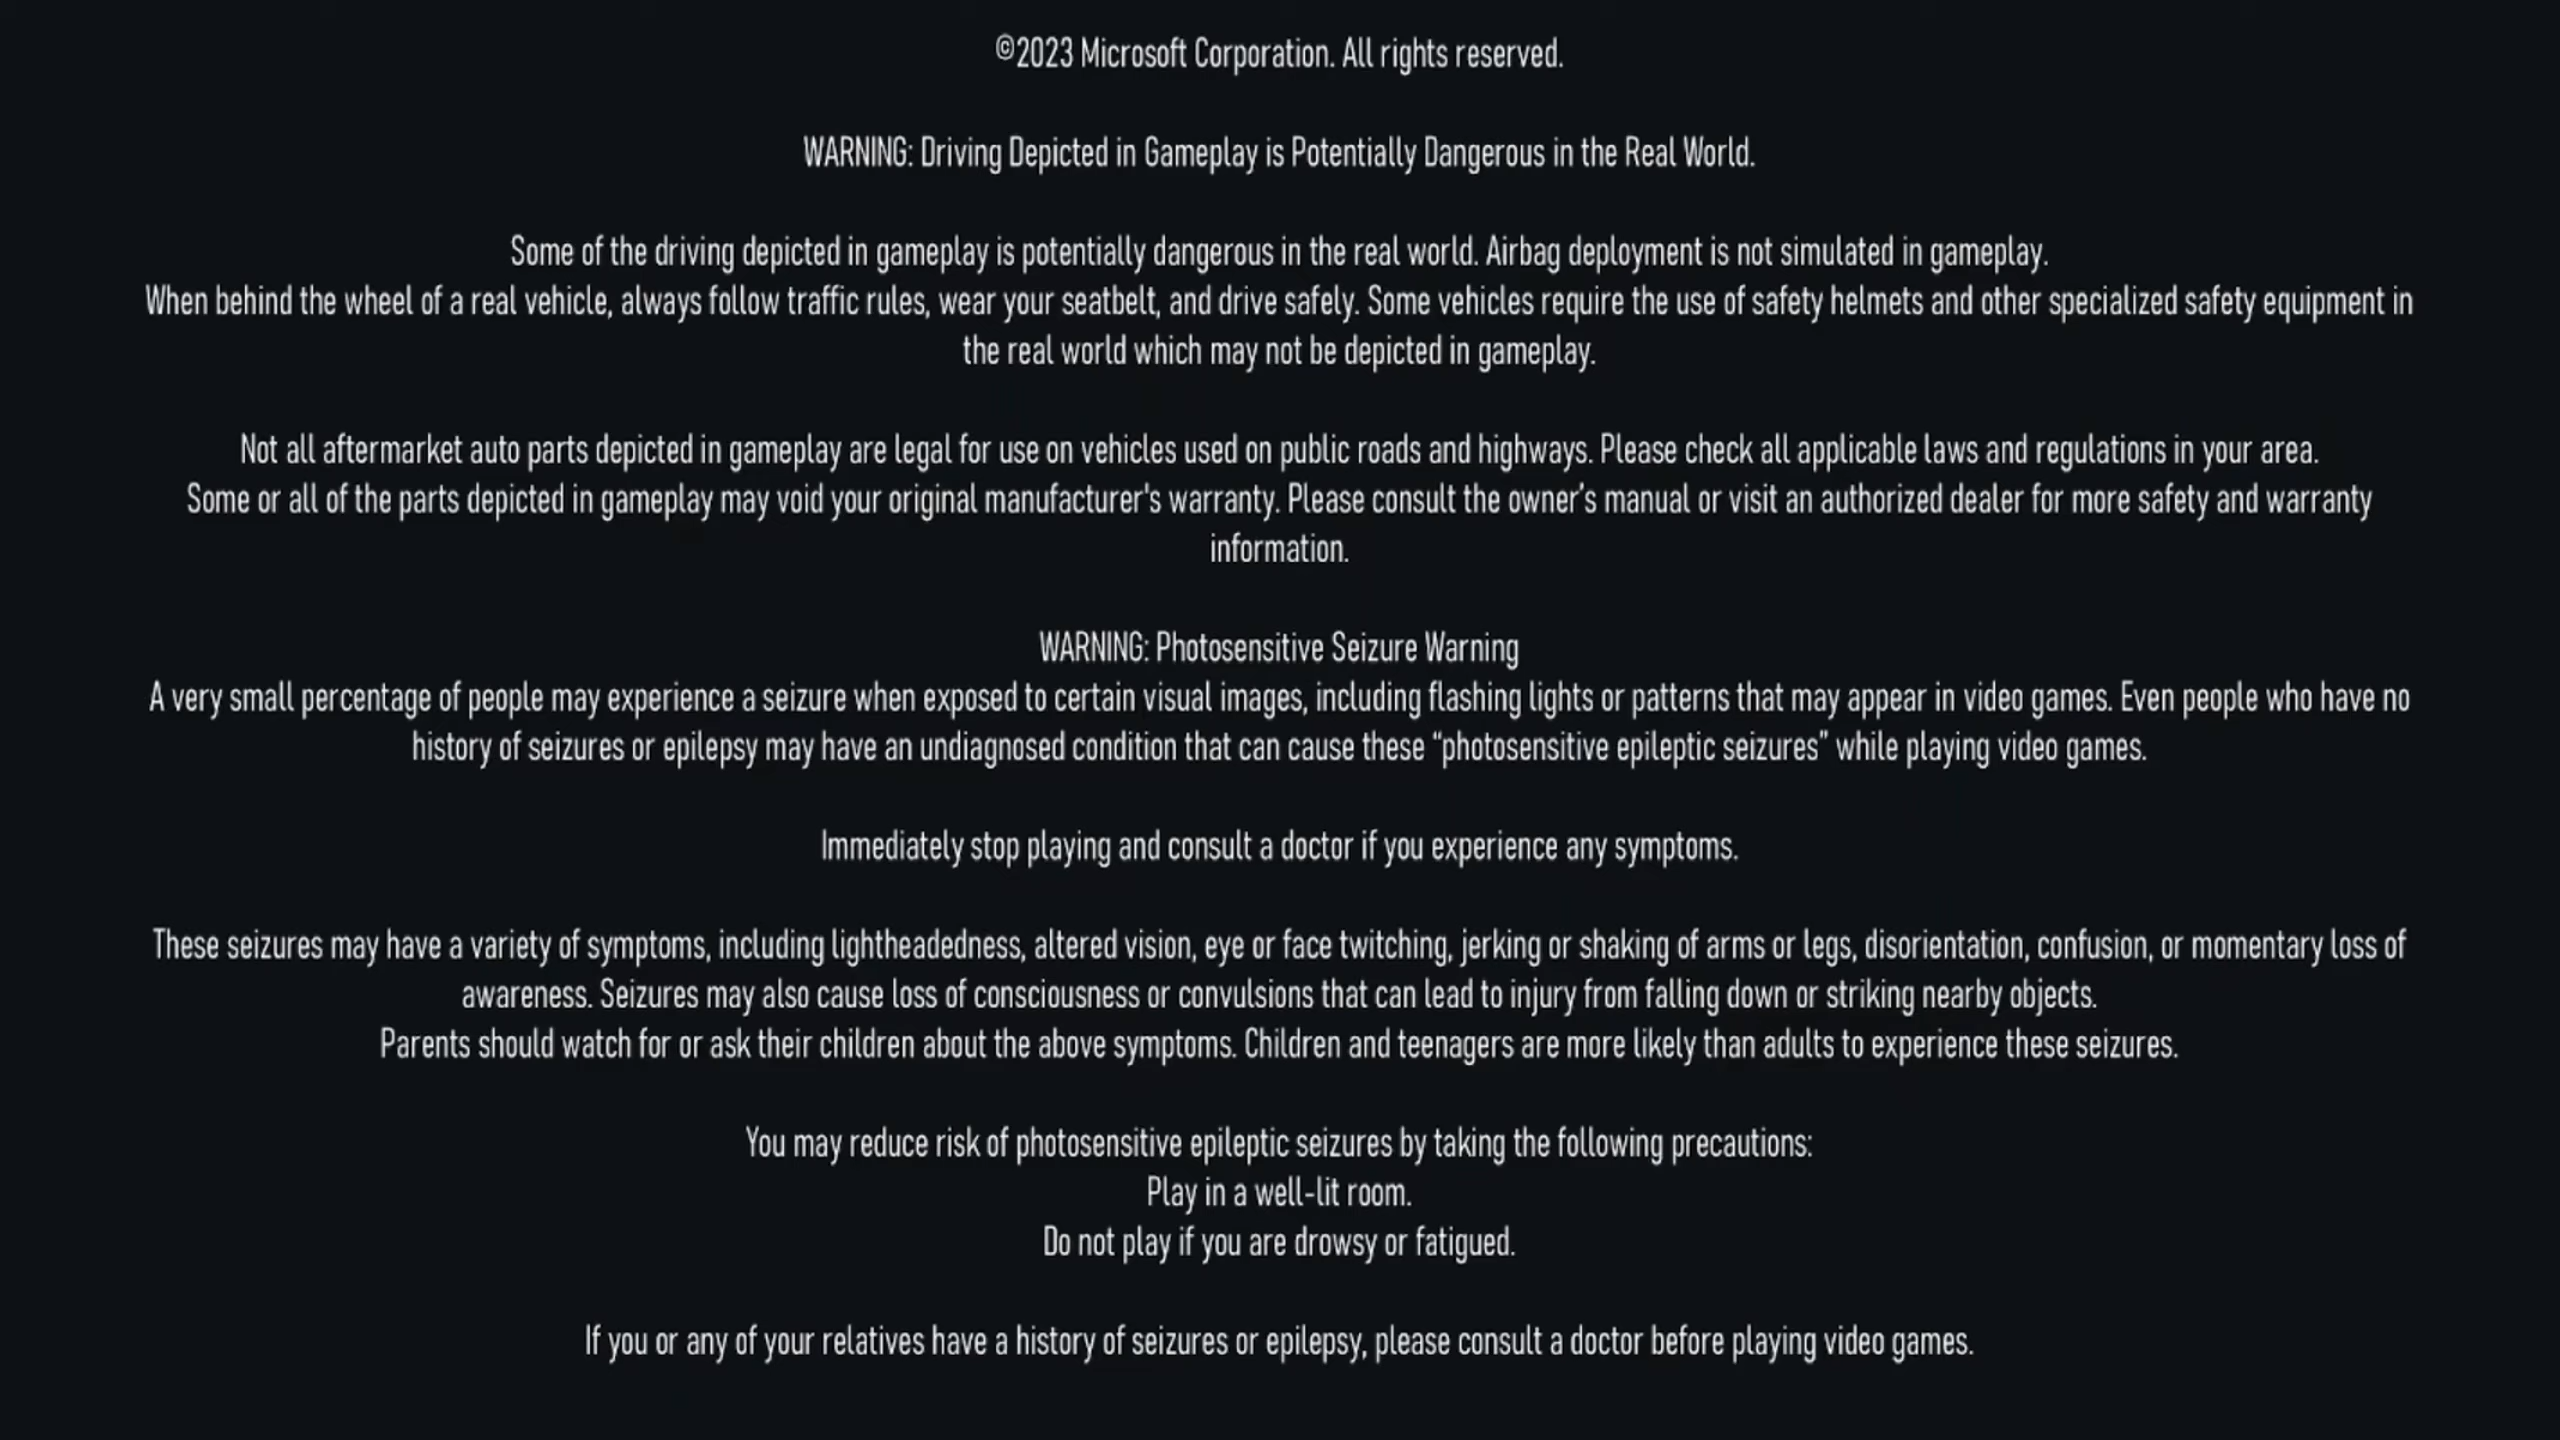 ©2023 Microsoft Corporation. All rights reserved.
WARNING: Driving Depicted in Gameplay is Potentially Dangerous in the Real World.
Some of the driving depicted in gameplay is potentially dangerous in the real world. Airbag deployment is not simulated in gameplay.
When behind the wheel of a real vehicle, always follow traffic rules, wear your seatbelt, and drive safely. Some vehicles require the use of safety helmets and other specialized safety equipment in
the real world which may not be depicted in gameplay.
Not all aftermarket auto parts depicted in gameplay are legal for use on vehicles used on public roads and highways. Please check all applicable laws and regulations in your area.
Some or all of the parts depicted in gameplay may void your original manufacturer's warranty. Please consult the owner’s manual or visit an authorized dealer for more safety and warranty
information.
WARNING: Photosensitive Seizure Warning
A very small percentage of people may experience a seizure when exposed to certain visual images, including flashing lights or patterns that may appear in video games. Even people who have no
history of seizures or epilepsy may have an undiagnosed condition that can cause these “photosensitive epileptic seizures” while playing video games.
Immediately stop playing and consult a doctor if you experience any symptoms.
These seizures may have a variety of symptoms, including lightheadedness, altered vision, eye or face twitching, jerking or shaking of arms or legs, disorientation, confusion, or momentary loss of
awareness. Seizures may also cause loss of consciousness or convulsions that can lead to injury from falling down or striking nearby objects.
Parents should watch for or ask their children about the above symptoms. Children and teenagers are more likely than adults to experience these seizures.
You may reduce risk of photosensitive epileptic seizures by taking the following precautions:
Play in a well-lit room.
Do not play if you are drowsy or fatigued.
If you or any of your relatives have a history of seizures or epilepsy, please consult a doctor before playing video games.